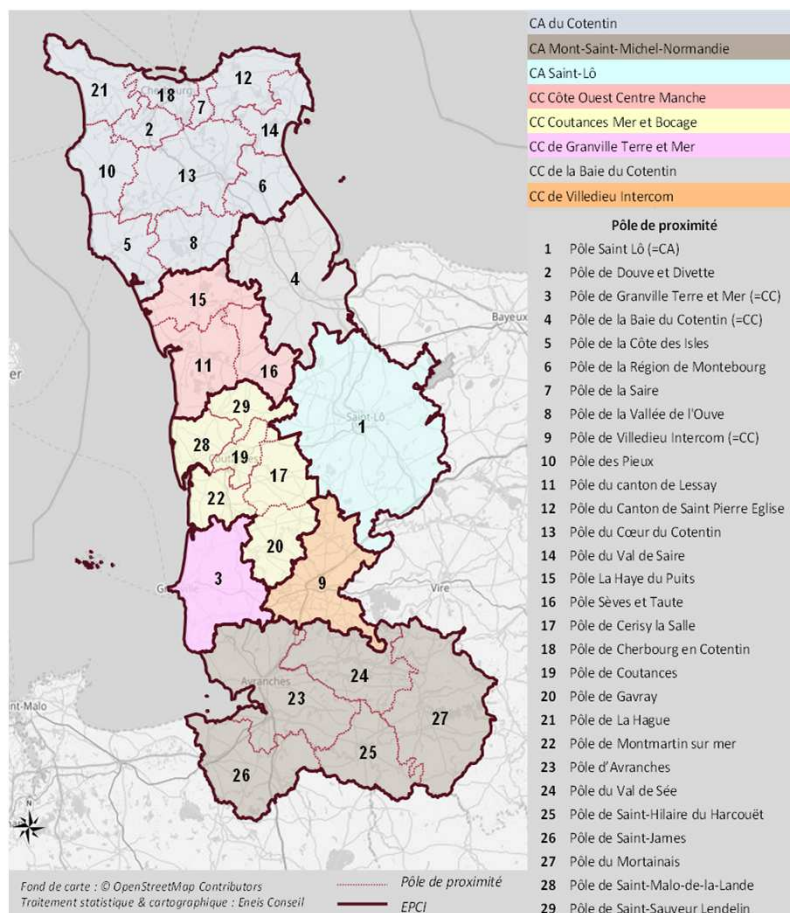 CA du Cotentin
CA Mont-Saint-Michel-Normandie
CA Saint-Lô
CC Côte Ouest Centre Manche
CC Coutances Mer et Bocage
CC de Granville Terre et Mer
CC de la Baie du Cotentin
CC de Villedieu Intercom
Pôle de proximité
1 Pôle Saint Lô (=CA)
2 Pôle de Douve et Divette
3 Pôle de Granville Terre et Mer (=CC)
4 Pôle de la Baie du Cotentin (=CC)
5 Pôle de la Côte des Isles
6 Pôle de la Région de Montebourg
7 Pôle de la Saire
8 Pôle de la Vallée de l'Ouve
9 Pôle de Villedieu Intercom (=CC)
10 Pôle des Pieux
11 Pôle du canton de Lessay
12 Pôle du Canton de Saint Pierre Eglise
13 Pôle du Cœur du Cotentin
14 Pôle du Val de Saire
15 Pôle La Haye du Puits
16 Pôle Sèves et Taute
17 Pôle de Cerisy la Salle
18 Pôle de Cherbourg en Cotentin
19 Pôle de Coutances
20 Pôle de Gavray
21 Pôle de La Hague
22 Pôle de Montmartin sur mer
23 Pôle d'Avranches
24 Pôle du Val de Sée
25 Pôle de Saint-Hilaire du Harcouët
26 Pôle de Saint-James
27 Pôle du Mortainais
28 Pôle de Saint-Malo-de-la-Lande
29 Pôle de Saint-Sauveur Lendelin
21
18
7
12
2
14
10
13
6
5
8
4
15
Bayeux
11
16
29
Saint-Lô
1
28
19
17
22
20
3
9
Vire
Avranches
24
23
27
nt-Malo
25
26
N
Fond de carte : © OpenStreetMap Contributors
Traitement statistique & cartographique : Eneis Conseil
Pôle de proximité
EPCI